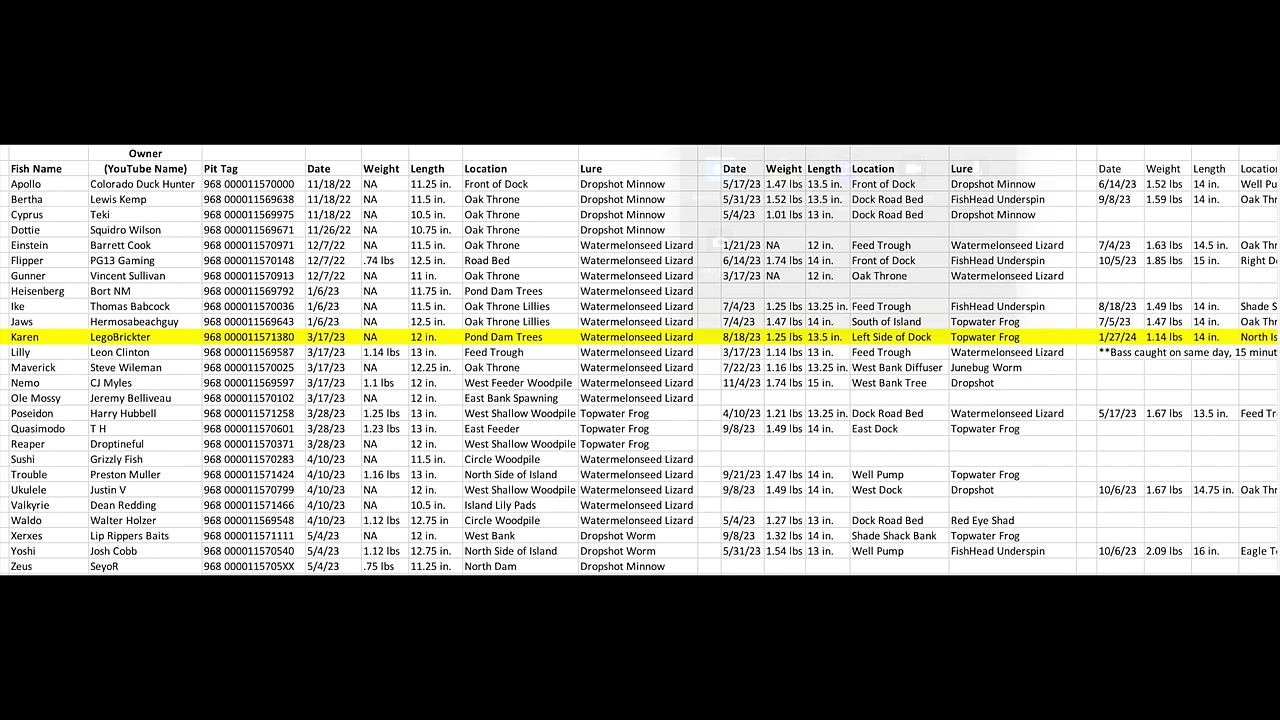 Owner
Fish Name (YouTube Name) Pit Tag Date Weight Length Location Lure Date Weight Length Location Lure Date Weight Length Location
Apollo Colorado Duck Hunter 968 000011570000 11/18/22 NA 11.25 in. Front of Dock Dropshot Minnow 5/17/23 1.47 lbs 13.5 in. Front of Dock Dropshot Minnow 6/14/23 1.52 lbs 14 in. Well Pu
Bertha Lewis Kemp 968 000011569638 11/18/22 NA 11.5 in. Oak Throne Dropshot Minnow 5/31/23 1.52 lbs 13.5 in. Dock Road Bed FishHead Underspin 9/8/23 1.59 lbs 14 in. Oak Thr
Cyprus Teki 968 000011569975 11/18/22 NA 10.5 in. Oak Throne Dropshot Minnow 5/4/23 1.01 lbs 13 in. Dock Road Bed Dropshot Minnow
Dottie Squidro Wilson 968 000011569671 11/26/22 NA 10.75 in. Oak Throne Dropshot Minnow
Einstein Barrett Cook 968 000011570971 12/7/22 NA 11.5 in. Oak Throne Watermelonseed Lizard 1/21/23 NA 12 in. Feed Trough Watermelonseed Lizard 7/4/23 1.63 lbs 14.5 in. Oak Thr
Flipper PG13 Gaming 968 000011570148 12/7/22 .74 lbs 12.5 in. Road Bed Watermelonseed Lizard 6/14/23 1.74 lbs 14 in. Front of Dock FishHead Underspin 10/5/23 1.85 lbs 15 in. Right D
Gunner Vincent Sullivan 968 000011570913 12/7/22 NA 11 in. Oak Throne Watermelonseed Lizard 3/17/23 NA 12 in. Oak Throne Watermelonseed Lizard
Heisenberg Bort NM 968 000011569792 1/6/23 NA 11.75 in. Pond Dam Trees Watermelonseed Lizard
Ike Thomas Babcock 968 000011570036 1/6/23 NA 11.5 in. Oak Throne Lillies Watermelonseed Lizard 7/4/23 1.25 lbs 13.25 in. Feed Trough FishHead Underspin 8/18/23 1.49 lbs 14 in. Shade S
Jaws Hermosabeachguy 968 000011569643 1/6/23 NA 12.5 in. Oak Throne Lillies Watermelonseed Lizard 7/4/23 1.47 lbs 14 in. South of Island Topwater Frog 7/5/23 1.47 lbs 14 in. Oak Thr
Karen LegoBrickter 968 000011571380 3/17/23 NA 12 in. Pond Dam Trees Watermelonseed Lizard 8/18/23 1.25 lbs 13.5 in. Left Side of Dock Topwater Frog 1/27/24 1.14 lbs 14 in. North Is
Lilly Leon Clinton 968 000011569587 3/17/23 1.14 lbs 13 in. Feed Trough Watermelonseed Lizard 3/17/23 1.14 lbs 13 in. Feed Trough Watermelonseed Lizard **Bass caught on same day, 15 minut
Maverick Steve Wileman 968 000011570025 3/17/23 NA 12.25 in. Oak Throne Watermelonseed Lizard 7/22/23 1.16 lbs 13.25 in. West Bank Diffuser Junebug Worm
Nemo CJ Myles 968 000011569597 3/17/23 1.1 lbs 12 in. West Feeder Woodpile Watermelonseed Lizard 11/4/23 1.74 lbs 15 in. West Bank Tree Dropshot
Ole Mossy Jeremy Belliveau 968 000011570102 3/17/23 NA 12 in. East Bank Spawning Watermelonseed Lizard
Poseidon Harry Hubbell 968 000011571258 3/28/23 1.25 lbs 13 in. West Shallow Woodpile Topwater Frog 4/10/23 1.21 lbs 13.25 in. Dock Road Bed Watermelonseed Lizard 5/17/23 1.67 lbs 13.5 in. Feed Tr
Quasimodo T H 968 000011570601 3/28/23 1.23 lbs 13 in. East Feeder Topwater Frog 9/8/23 1.49 lbs 14 in. East Dock Topwater Frog
Reaper Droptineful 968 000011570371 3/28/23 NA 12 in. West Shallow Woodpile Topwater Frog
Sushi Grizzly Fish 968 000011570283 4/10/23 NA 11.5 in. Circle Woodpile Watermelonseed Lizard
Trouble Preston Muller 968 000011571424 4/10/23 1.16 lbs 13 in. North Side of Island Watermelonseed Lizard 9/21/23 1.47 lbs 14 in. Well Pump Topwater Frog
Ukulele Justin V 968 000011570799 4/10/23 NA 12 in. West Shallow Woodpile Watermelonseed Lizard 9/8/23 1.49 lbs 14 in. West Dock Dropshot 10/6/23 1.67 lbs 14.75 in. Oak Thr
Valkyrie Dean Redding 968 000011571466 4/10/23 NA 10.5 in. Island Lily Pads Watermelonseed Lizard
Waldo Walter Holzer 968 000011569548 4/10/23 1.12 lbs 12.75 in Circle Woodpile Watermelonseed Lizard 5/4/23 1.27 lbs 13 in. Dock Road Bed Red Eye Shad
Xerxes Lip Rippers Baits 968 000011571111 5/4/23 NA 12 in. West Bank Dropshot Worm 9/8/23 1.32 lbs 14 in. Shade Shack Bank Topwater Frog
Yoshi Josh Cobb 968 000011570540 5/4/23 1.12 lbs 12.75 in. North Side of Island Dropshot Worm 5/31/23 1.54 lbs 13 in. Well Pump FishHead Underspin 10/6/23 2.09 lbs 16 in. Eagle T
Zeus SeyoR 968 0000115705XX 5/4/23 .75 lbs 11.25 in. North Dam Dropshot Minnow